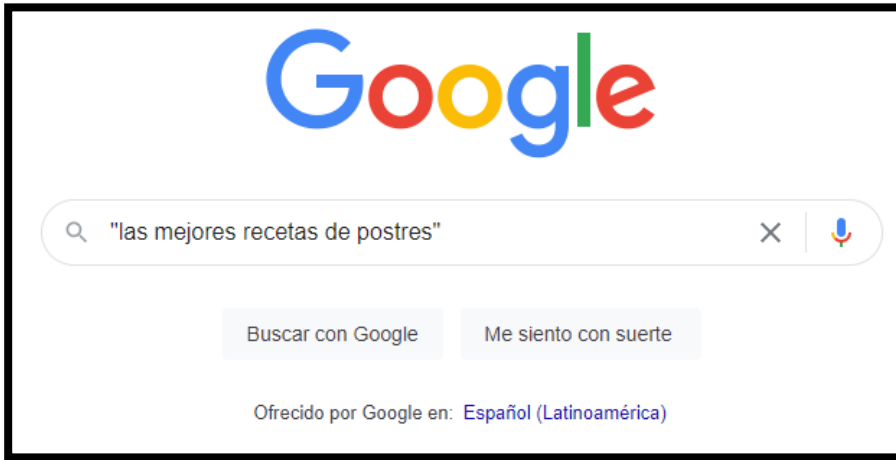 Google
"las mejores recetas de postres"
Buscar con Google Me siento con suerte
Ofrecido por Google en: Español (Latinoamérica)